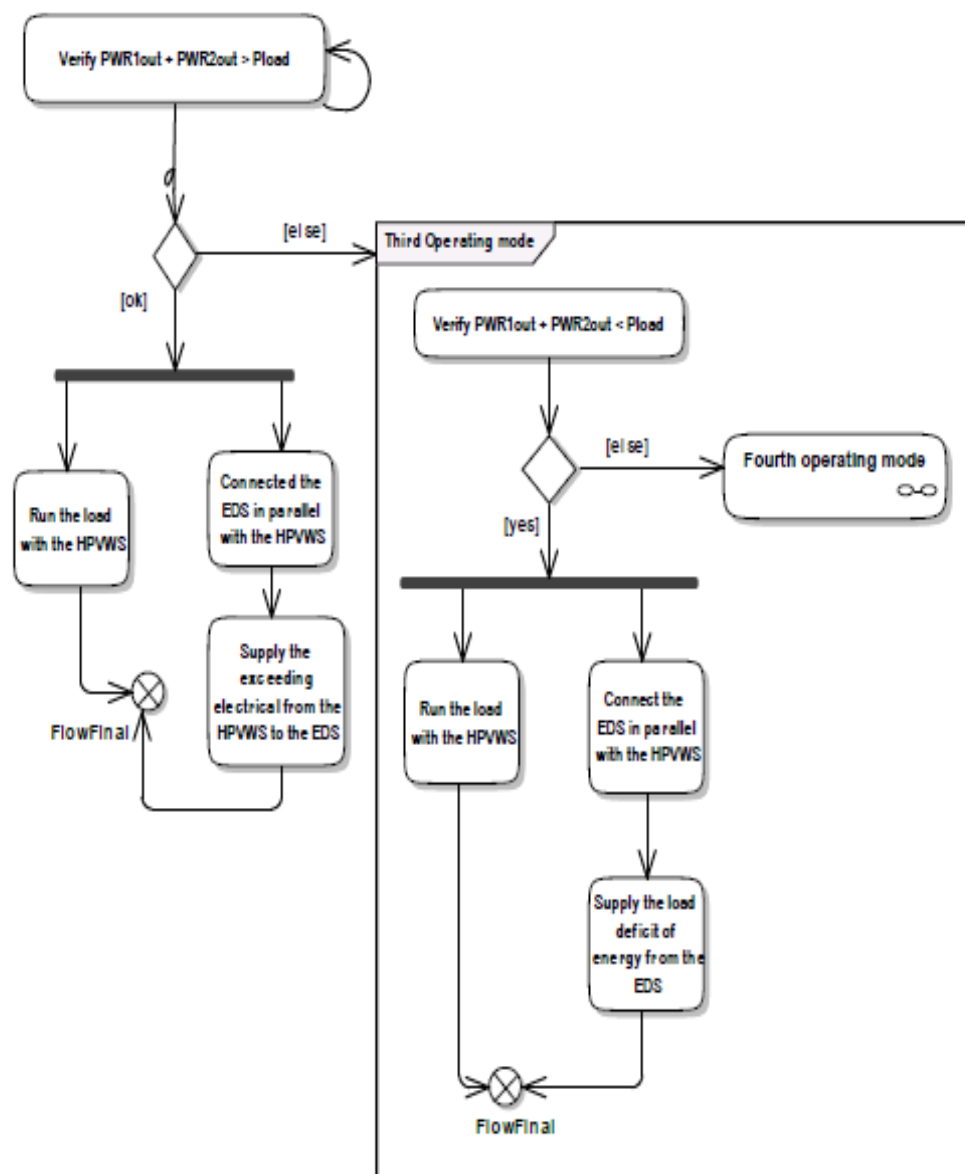 Verify PWR1out + PWR2out > Pload
[else]
[ok]
Run the load
with the HPVWS
Connected the
EDS in parallel
with the HPVWS
Supply the
exceeding
electrical from the
HPVWS to the EDS
FlowFinal
Third Operating mode
Verify PWR1out + PWR2out < Pload
[else]
Fourth operating mode
[yes]
Run the load
with the HPVWS
Connect the
EDS in parallel
with the HPVWS
Supply the load
deficit of
energy from the
EDS
FlowFinal